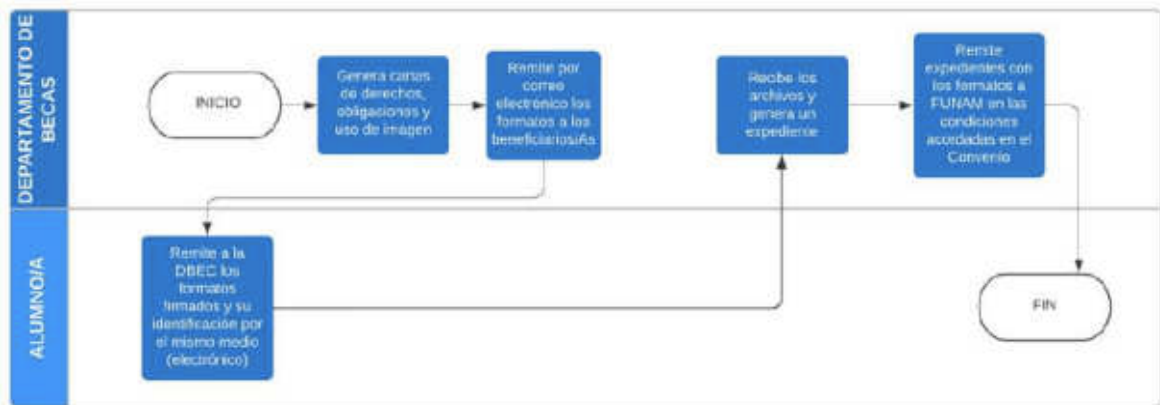 DEPARTAMENTO DE
BECAS
INICIO
Genera cartas
de derechos,
obligaciones y
uso de imagen
Remite por
correo
electrónico los
formatos a los
beneficiarios/As
Recibe los
archivos y
genera un
expediente
Remite
expedientes con
los formatos a
FUNAM en las
condiciones
acordadas en el
Convenio
ALUMNO/A
Remite a la
DBEC los
formatos
firmados y su
identificación por
el mismo medio
(electrónico)
FIN